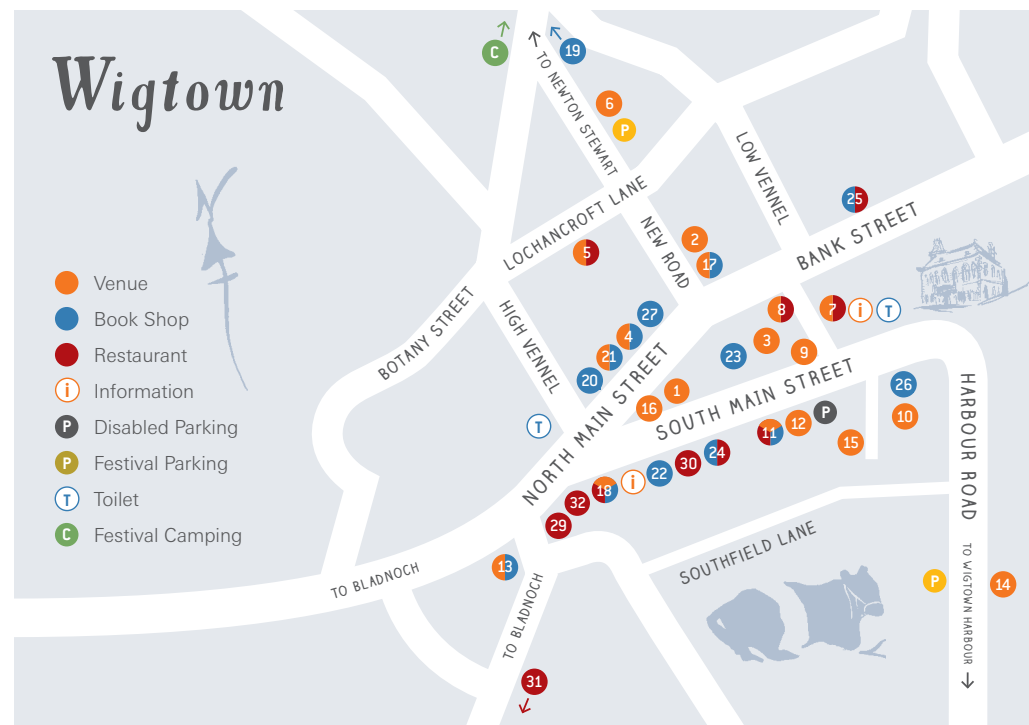 Wigtown
N
Venue
Book Shop
Restaurant
i Information
P Disabled Parking
P Festival Parking
T Toilet
C Festival Camping
C
19
TO NEWTON STEWART
6
P
LOW VENNEL
LOCHANCROFT LANE
25
BANK STREET
NEW ROAD
2
17
5
BOTANY STREET
HIGH VENNEL
27
4
21
20
8
7
i
T
3
9
23
NORTH MAIN STREET
SOUTH MAIN STREET
1
16
T
26
10
P
12
11
15
24
30
22
i
18
32
29
HARBOUR ROAD
SOUTHFIELD LANE
13
TO BLADNOCH
TO BLADNOCH
31
P
14
TO WIGTOWN HARBOUR